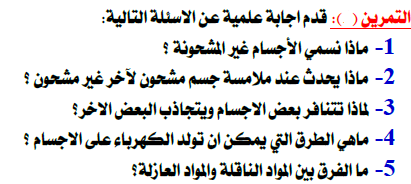 التمرين ( ): قدم اجابة علمية عن الاسئلة التالية:
1- ماذا نسمي الأجسام غير المشحونة ؟
2- ماذا يحدث عند ملامسة جسم مشحون لآخر غير مشحون ؟
3- لماذا تتنافر بعض الاجسام ويتجاذب البعض الاخر؟
4- ماهي الطرق التي يمكن ان تولد الكهرباء على الاجسام ؟
5- ما الفرق بين المواد الناقلة والمواد العازلة؟